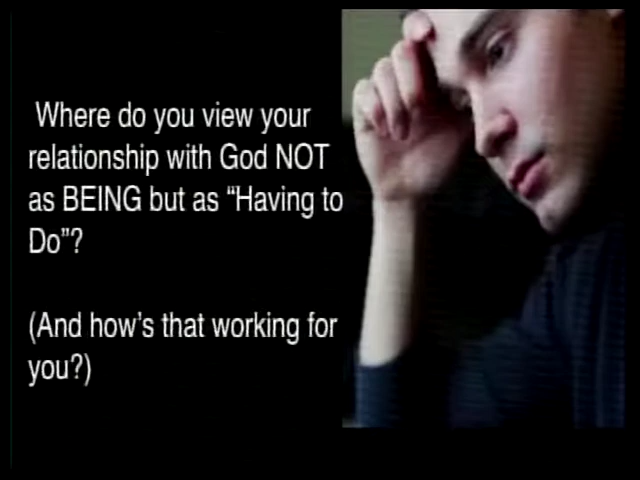 Where do you view your
relationship with God NOT
as BEING but as “Having to
Do”?
(And how’s that working for
you?)